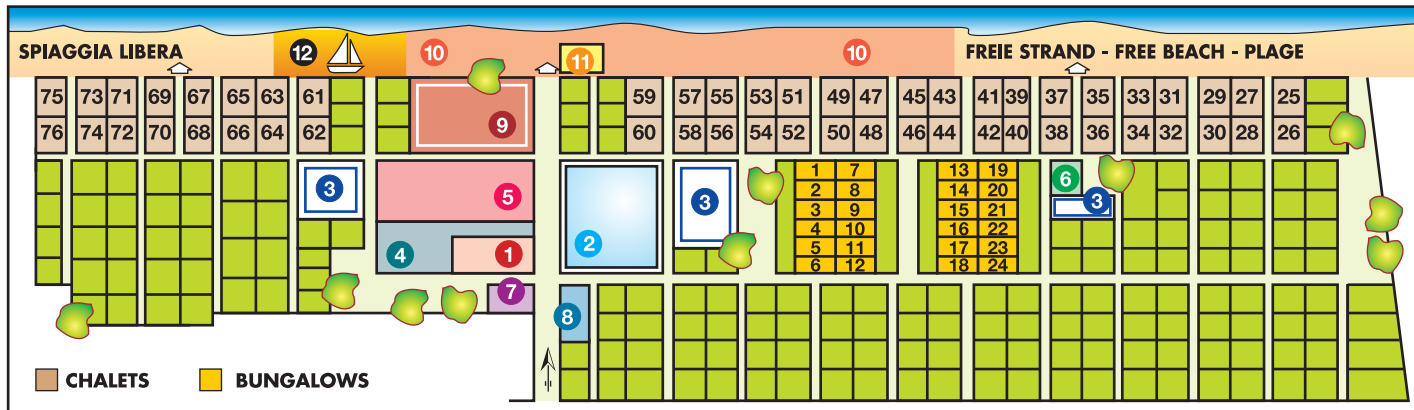 SPIAGGIA LIBERA 12 10 11 10 FREIE STRAND - FREE BEACH - PLAGE
75 73 71 69 67 65 63 61 59 57 55 53 51 49 47 45 43 41 39 37 35 33 31 29 27 25
9
76 74 72 70 68 66 64 62 60 58 56 54 52 50 48 46 44 42 40 38 36 34 32 30 28 26
1 7 13 19
3 5 3 2 8 14 20 6 3
3 9 15 21
4 10 16 22
4 1 2 5 11 17 23
6 12 18 24
7
8
CHALETS BUNGALOWS